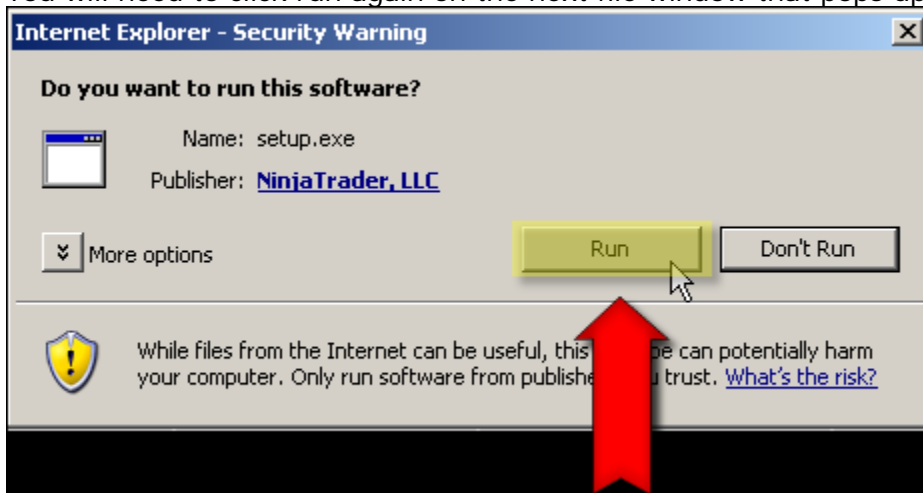 You will need to click run again on the next file window that pops up
Internet Explorer - Security Warning
Do you want to run this software?
Name: setup.exe
Publisher: NinjaTrader, LLC
More options
Run
Don't Run
While files from the Internet can be useful, this can potentially harm
your computer. Only run software from trust. What's the risk?